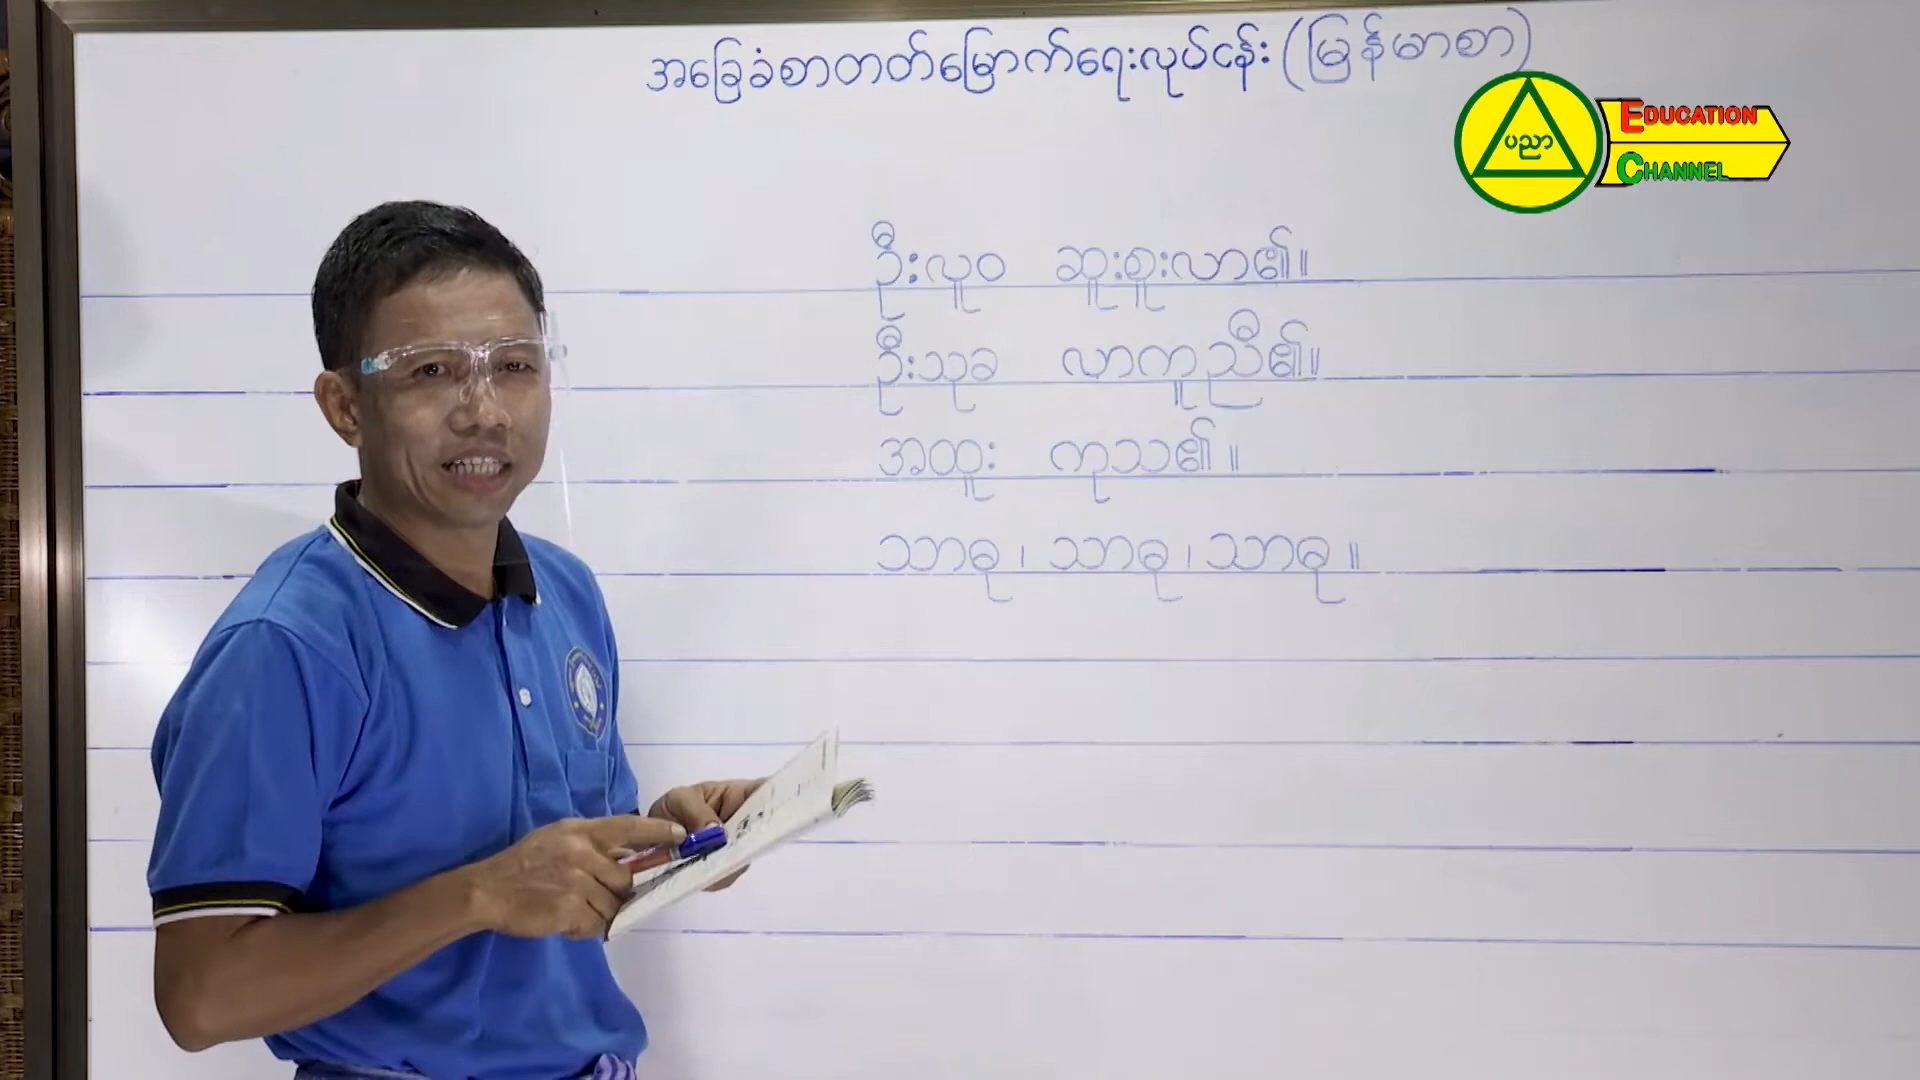 အခြေခံစာတတ်မြောက်ရေးလုပ်ငန်း (မြန်မာစာ)
ပညာ
EDUCATION
CHANNEL
ဦးလူဝ ဆူးစူးလာ၏။
ဦးသုခ လာကူညီ၏။
အထူး ကုသ၏။
သာဓု၊ သာဓု၊ သာဓု။